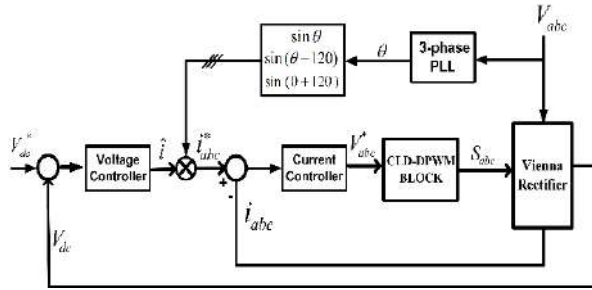 V_abc
sin θ
sin (θ − 120)
sin (0 + 120)
θ
3-phase
PLL
V_dc*
Voltage
Controller
î
i*_abc
+
-
Current
Controller
V*_abc
CLD-DPWM
BLOCK
S_abc
Vienna
Rectifier
V_dc
i_abc